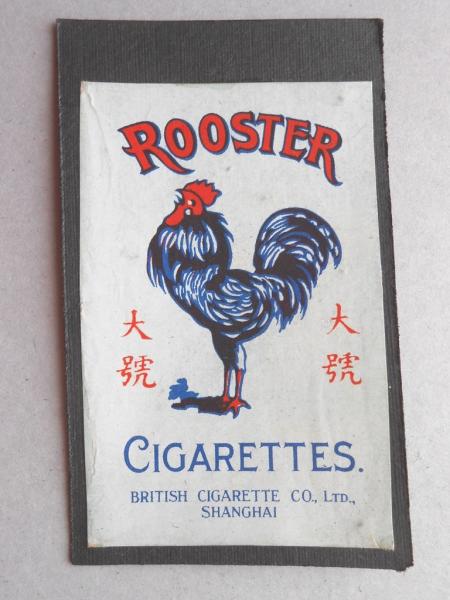 ROOSTER
大號
大號
CIGARETTES.
BRITISH CIGARETTE CO., LTD.,
SHANGHAI